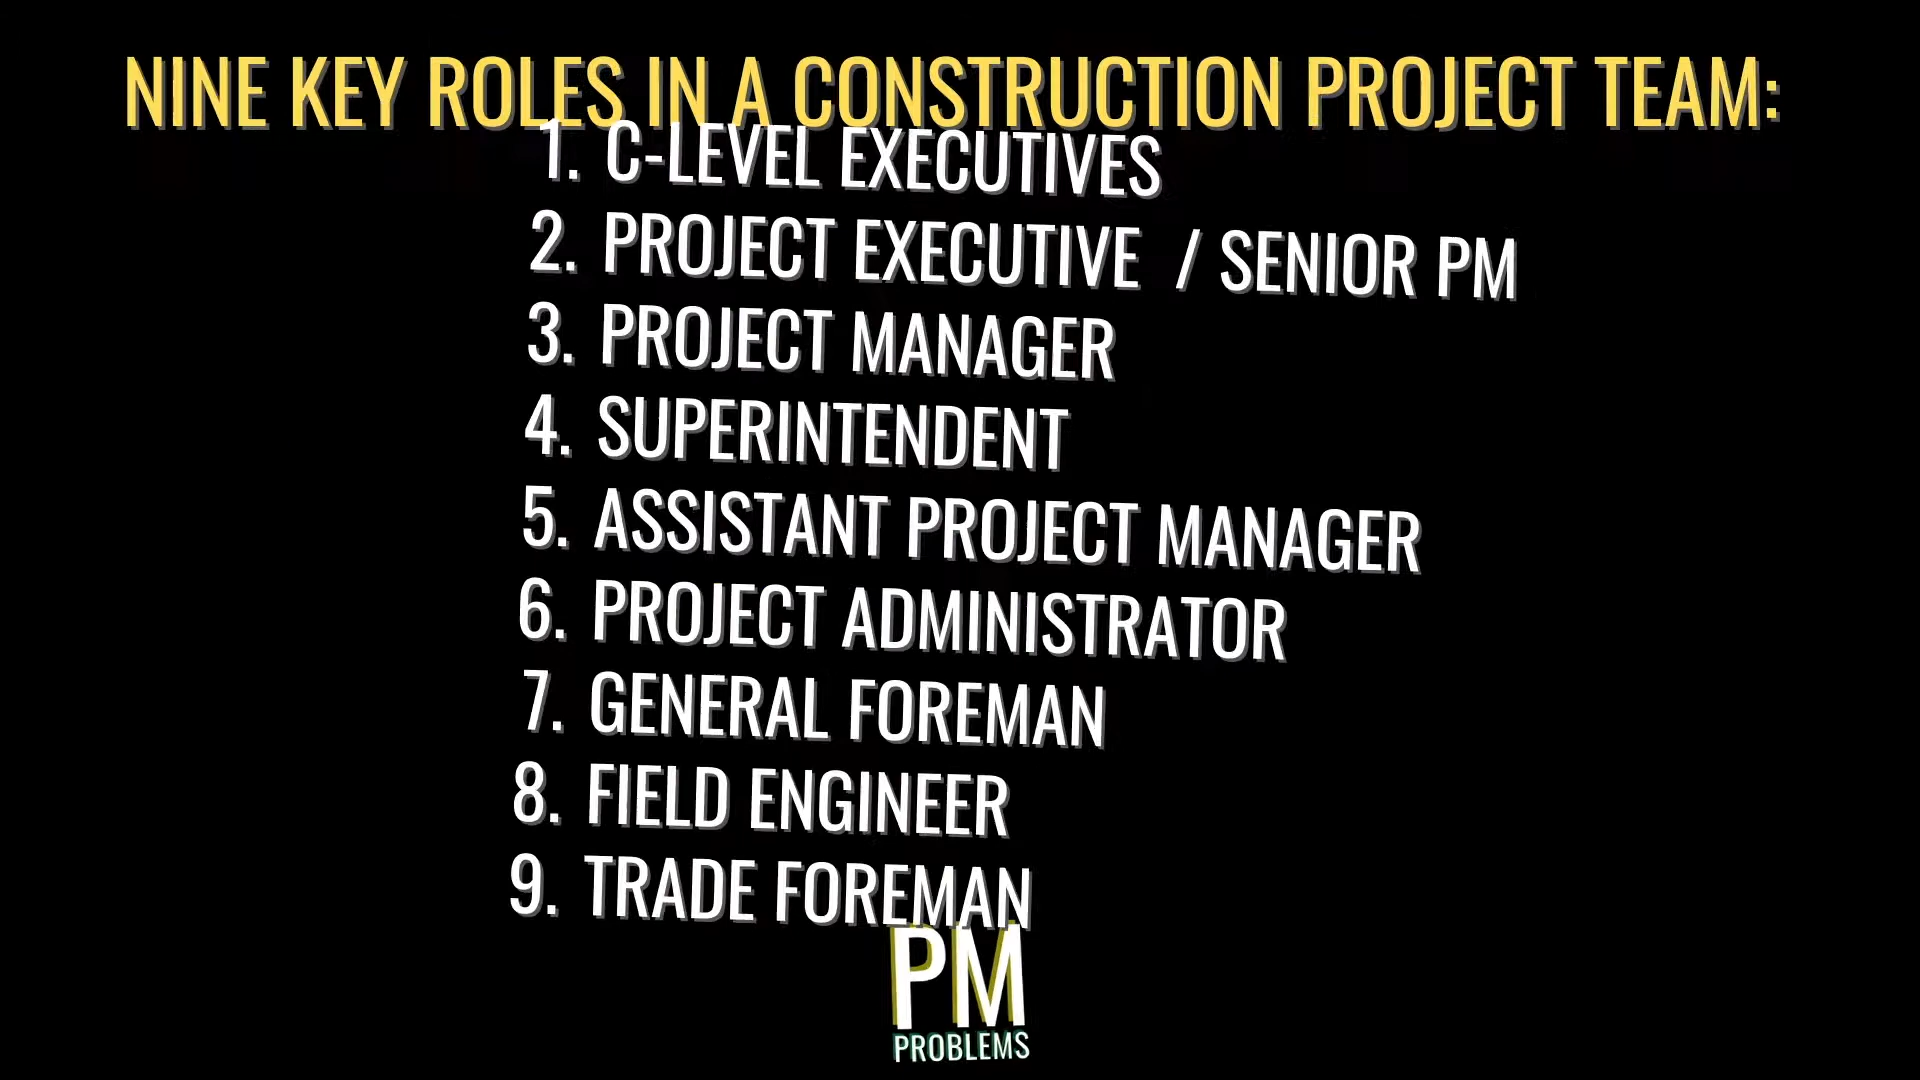 NINE KEY ROLES IN A CONSTRUCTION PROJECT TEAM:
1. C-LEVEL EXECUTIVES
2. PROJECT EXECUTIVE / SENIOR PM
3. PROJECT MANAGER
4. SUPERINTENDENT
5. ASSISTANT PROJECT MANAGER
6. PROJECT ADMINISTRATOR
7. GENERAL FOREMAN
8. FIELD ENGINEER
9. TRADE FOREMAN
PM
PROBLEMS